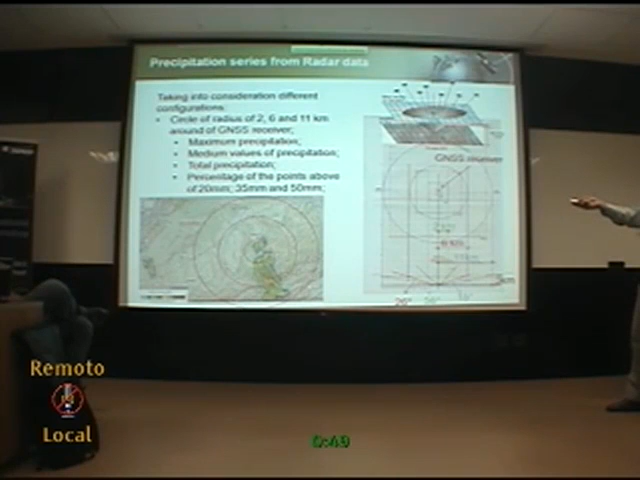 Precipitation series from Radar data
Taking into consideration different
configurations:
• Circle of radius of 2, 6 and 11 km
around of GNSS receiver;
• Maximum precipitation;
• Medium values of precipitation;
• Total precipitation;
• Percentage of the points above
of 20mm; 35mm and 50mm;
GNSS receiver
Remoto
Local